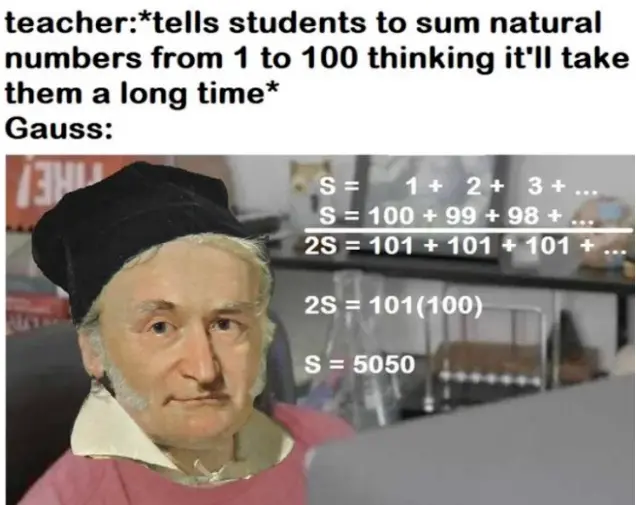 teacher:*tells students to sum natural
numbers from 1 to 100 thinking it'll take
them a long time*
Gauss:
S = 1 + 2 + 3 + ...
S = 100 + 99 + 98 + ...
2S = 101 + 101 + 101 + ...
2S = 101(100)
S = 5050